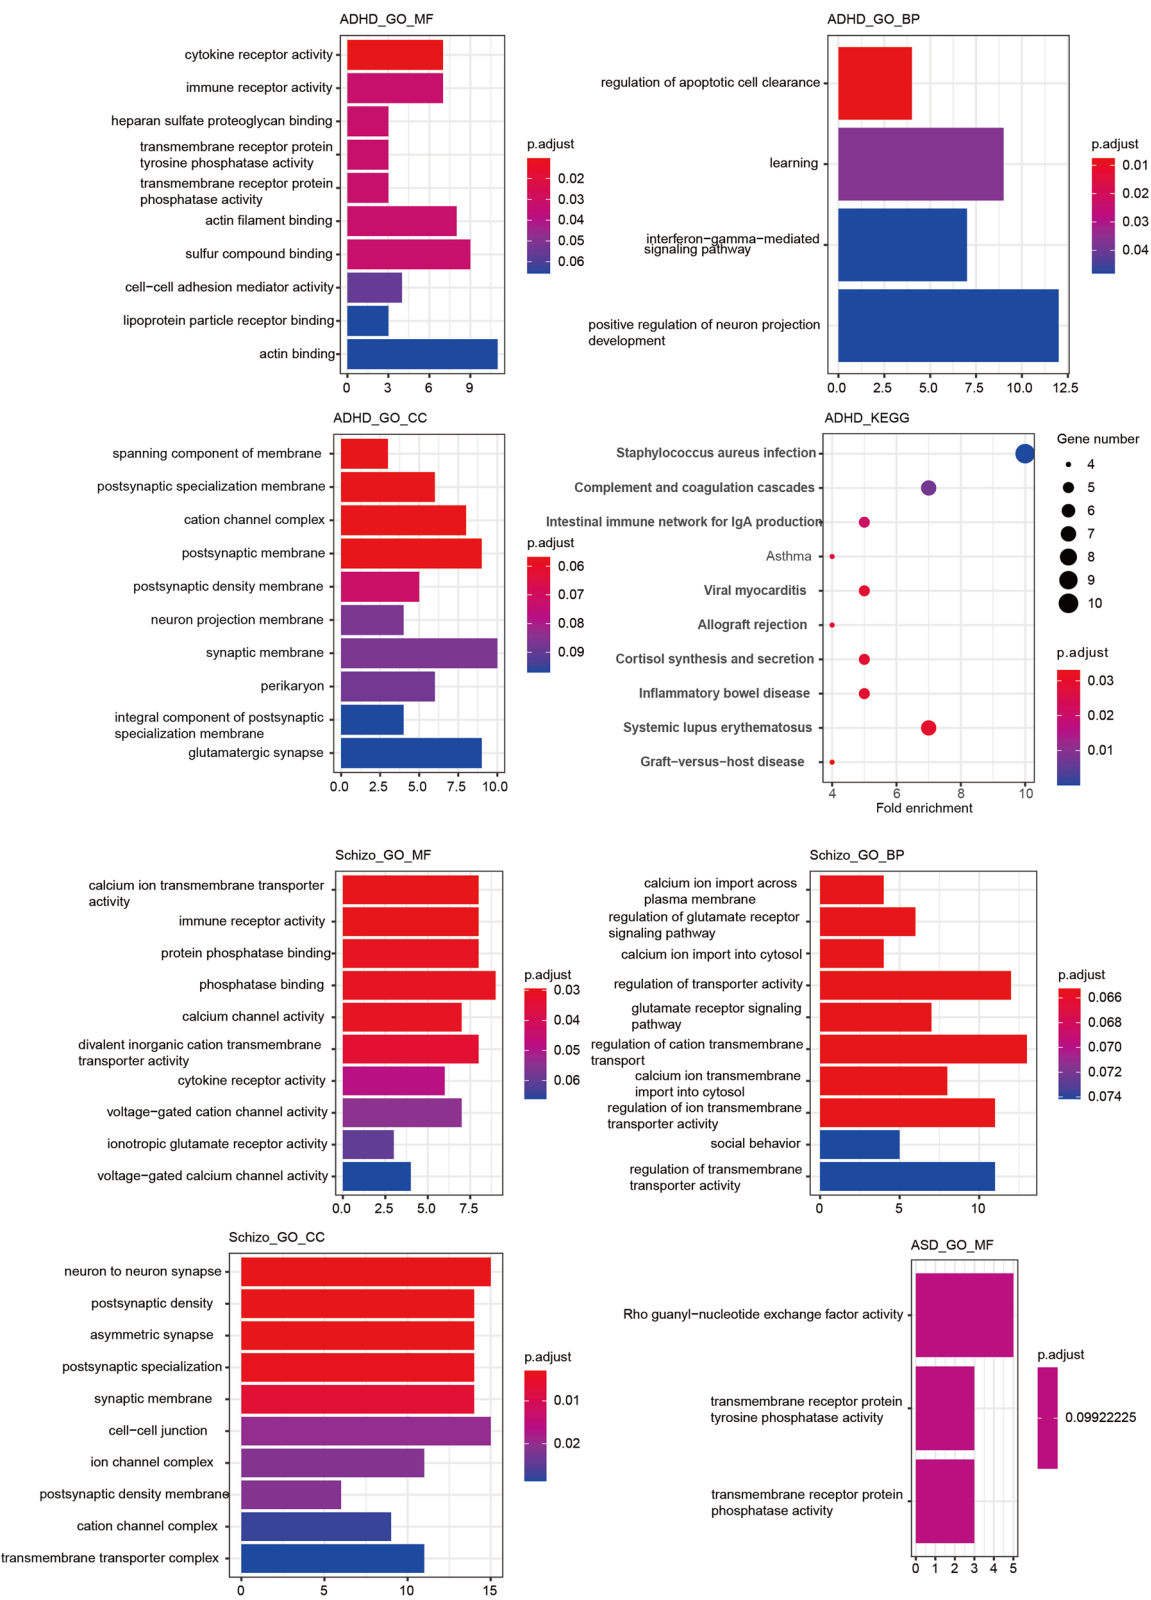 ADHD_GO_MF
cytokine receptor activity
immune receptor activity
heparan sulfate proteoglycan binding
transmembrane receptor protein
tyrosine phosphatase activity
transmembrane receptor protein
phosphatase activity
actin filament binding
sulfur compound binding
cell−cell adhesion mediator activity
lipoprotein particle receptor binding
actin binding
0 3 6 9
p.adjust
0.02
0.03
0.04
0.05
0.06
ADHD_GO_BP
regulation of apoptotic cell clearance
learning
interferon−gamma−mediated
signaling pathway
positive regulation of neuron projection
development
0.0 2.5 5.0 7.5 10.0 12.5
p.adjust
0.01
0.02
0.03
0.04
ADHD_GO_CC
spanning component of membrane
postsynaptic specialization membrane
cation channel complex
postsynaptic membrane
postsynaptic density membrane
neuron projection membrane
synaptic membrane
perikaryon
integral component of postsynaptic
specialization membrane
glutamatergic synapse
0.0 2.5 5.0 7.5 10.0
p.adjust
0.06
0.07
0.08
0.09
ADHD_KEGG
Staphylococcus aureus infection
Complement and coagulation cascades
Intestinal immune network for IgA production
Asthma
Viral myocarditis
Allograft rejection
Cortisol synthesis and secretion
Inflammatory bowel disease
Systemic lupus erythematosus
Graft−versus−host disease
4 6 8 10
Fold enrichment
Gene number
4
5
6
7
8
9
10
p.adjust
0.03
0.02
0.01
Schizo_GO_MF
calcium ion transmembrane transporter
activity
immune receptor activity
protein phosphatase binding
phosphatase binding
calcium channel activity
divalent inorganic cation transmembrane
transporter activity
cytokine receptor activity
voltage−gated cation channel activity
ionotropic glutamate receptor activity
voltage−gated calcium channel activity
0.0 2.5 5.0 7.5
p.adjust
0.03
0.04
0.05
0.06
Schizo_GO_BP
calcium ion import across
plasma membrane
regulation of glutamate receptor
signaling pathway
calcium ion import into cytosol
regulation of transporter activity
glutamate receptor signaling
pathway
regulation of cation transmembrane
transport
calcium ion transmembrane
import into cytosol
regulation of ion transmembrane
transporter activity
social behavior
regulation of transmembrane
transporter activity
0 5 10
p.adjust
0.066
0.068
0.070
0.072
0.074
Schizo_GO_CC
neuron to neuron synapse
postsynaptic density
asymmetric synapse
postsynaptic specialization
synaptic membrane
cell−cell junction
ion channel complex
postsynaptic density membrane
cation channel complex
transmembrane transporter complex
0 5 10 15
p.adjust
0.01
0.02
ASD_GO_MF
Rho guanyl−nucleotide exchange factor activity
transmembrane receptor protein
tyrosine phosphatase activity
transmembrane receptor protein
phosphatase activity
0 1 2 3 4 5
p.adjust
0.09922225